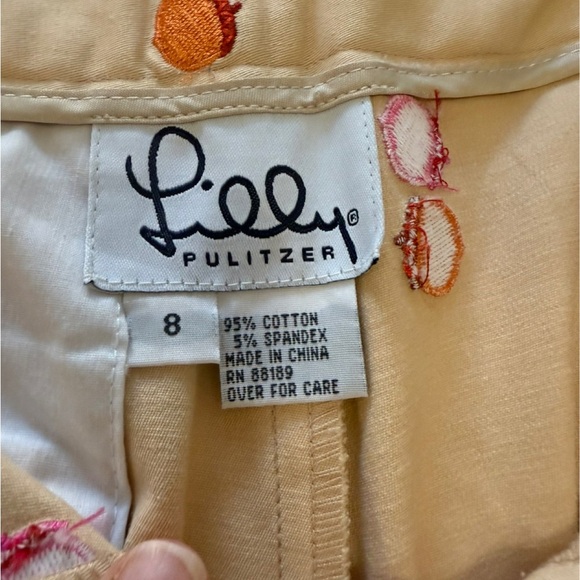 Lilly®
PULITZER
8
95% COTTON
5% SPANDEX
MADE IN CHINA
RN 88189
OVER FOR CARE